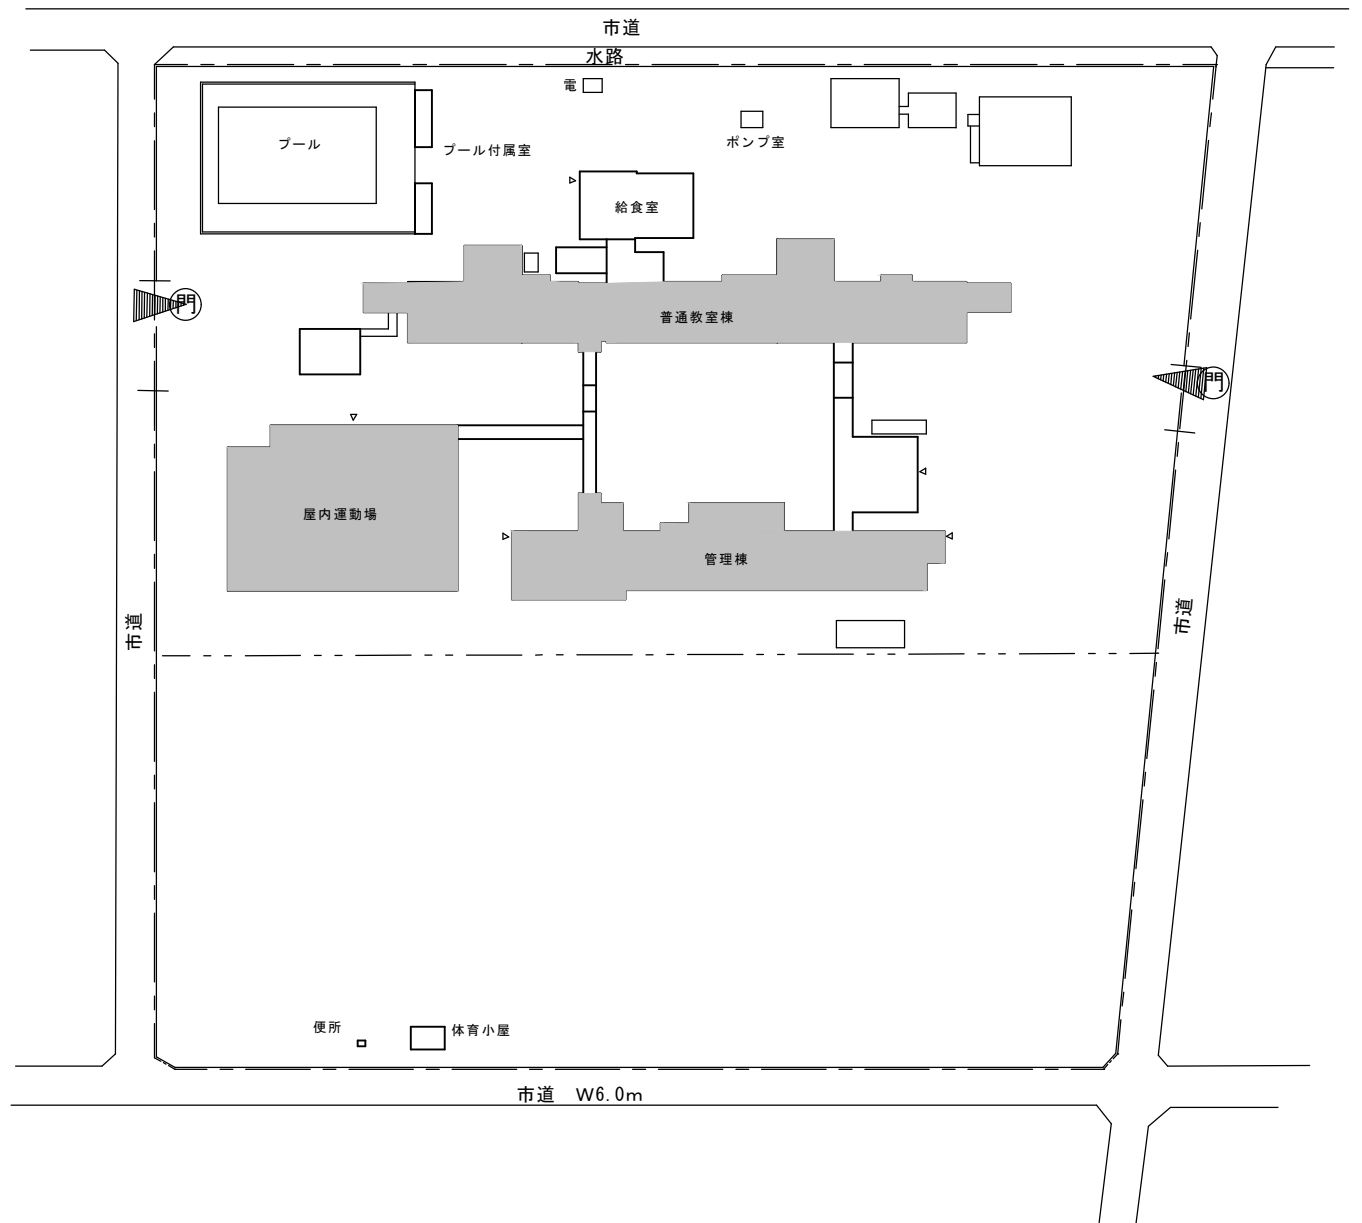 市道
水路
電
プール
プール付属室
ポンプ室
給食室
門
普通教室棟
門
屋内運動場
管理棟
市道
市道
便所
体育小屋
市道　W6.0m